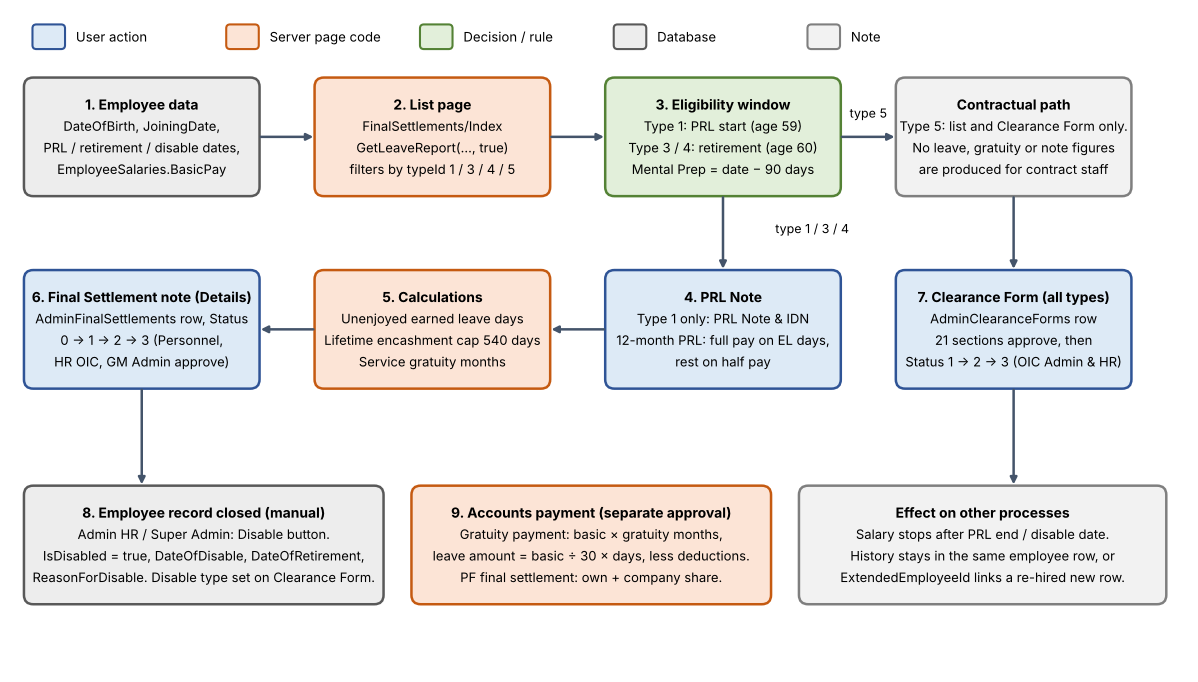 User action
Server page code
Decision / rule
Database
Note
1. Employee data
DateOfBirth, JoiningDate,
PRL / retirement / disable dates,
EmployeeSalaries.BasicPay
2. List page
FinalSettlements/Index
GetLeaveReport(..., true)
filters by typeId 1 / 3 / 4 / 5
3. Eligibility window
Type 1: PRL start (age 59)
Type 3 / 4: retirement (age 60)
Mental Prep = date − 90 days
type 5
Contractual path
Type 5: list and Clearance Form only.
No leave, gratuity or note figures
are produced for contract staff
type 1 / 3 / 4
6. Final Settlement note (Details)
AdminFinalSettlements row, Status
0 → 1 → 2 → 3 (Personnel,
HR OIC, GM Admin approve)
5. Calculations
Unenjoyed earned leave days
Lifetime encashment cap 540 days
Service gratuity months
4. PRL Note
Type 1 only: PRL Note & IDN
12-month PRL: full pay on EL days,
rest on half pay
7. Clearance Form (all types)
AdminClearanceForms row
21 sections approve, then
Status 1 → 2 → 3 (OIC Admin & HR)
8. Employee record closed (manual)
Admin HR / Super Admin: Disable button.
IsDisabled = true, DateOfDisable, DateOfRetirement,
ReasonForDisable. Disable type set on Clearance Form.
9. Accounts payment (separate approval)
Gratuity payment: basic × gratuity months,
leave amount = basic ÷ 30 × days, less deductions.
PF final settlement: own + company share.
Effect on other processes
Salary stops after PRL end / disable date.
History stays in the same employee row, or
ExtendedEmployeeId links a re-hired new row.